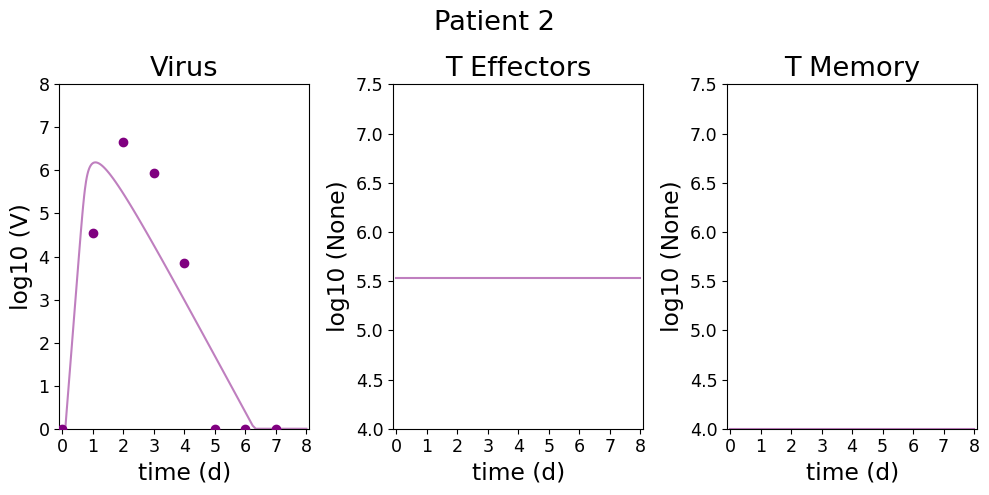 Patient 2
Virus
T Effectors
T Memory
8
7
6
5
4
3
2
1
0
log10 (V)
0 1 2 3 4 5 6 7 8
time (d)
7.5
7.0
6.5
6.0
5.5
5.0
4.5
4.0
log10 (None)
0 1 2 3 4 5 6 7 8
time (d)
7.5
7.0
6.5
6.0
5.5
5.0
4.5
4.0
log10 (None)
0 1 2 3 4 5 6 7 8
time (d)